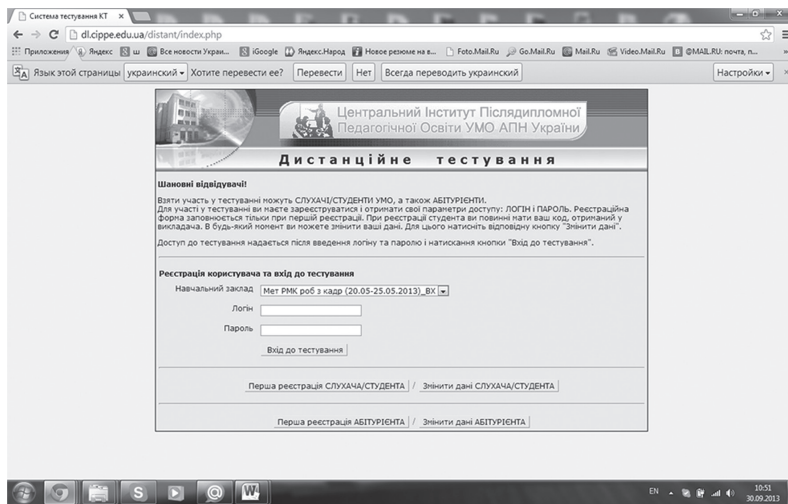 Система тестування КТ
dl.cippe.edu.ua/distant/index.php
Приложения Яндекс ш Все новости Украи... iGoogle Яндекс.Народ Новое резюме на в... Foto.Mail.Ru Go.Mail.Ru Mail.Ru Video.Mail.Ru @MAIL.RU: почта, п...
Язык этой страницы украинский Хотите перевести ее? Перевести Нет Всегда переводить украинский Настройки
Центральний Інститут Післядипломної
Педагогічної Освіти УМО АПН України
Дистанційне тестування
Шановні відвідувачі!
Взяти участь у тестуванні можуть СЛУХАЧІ/СТУДЕНТИ УМО, а також АБІТУРІЄНТИ.
Для участі у тестуванні ви маєте зареєструватися і отримати свої параметри доступу: ЛОГІН і ПАРОЛЬ. Реєстраційна
форма заповнюється тільки при першій реєстрації. При реєстрації студента ви повинні мати ваш код, отриманий у
викладача. В будь-який момент ви можете змінити ваші дані. Для цього натисніть відповідну кнопку "Змінити дані".
Доступ до тестування надається після введення логіну та паролю і натискання кнопки "Вхід до тестування".
Реєстрація користувача та вхід до тестування
Навчальний заклад Мет РМК роб з кадр (20.05-25.05.2013)_ВХ
Логін
Пароль
Вхід до тестування
Перша реєстрація СЛУХАЧА/СТУДЕНТА / Змінити дані СЛУХАЧА/СТУДЕНТА
Перша реєстрація АБІТУРІЄНТА / Змінити дані АБІТУРІЄНТА
EN 10:51
30.09.2013